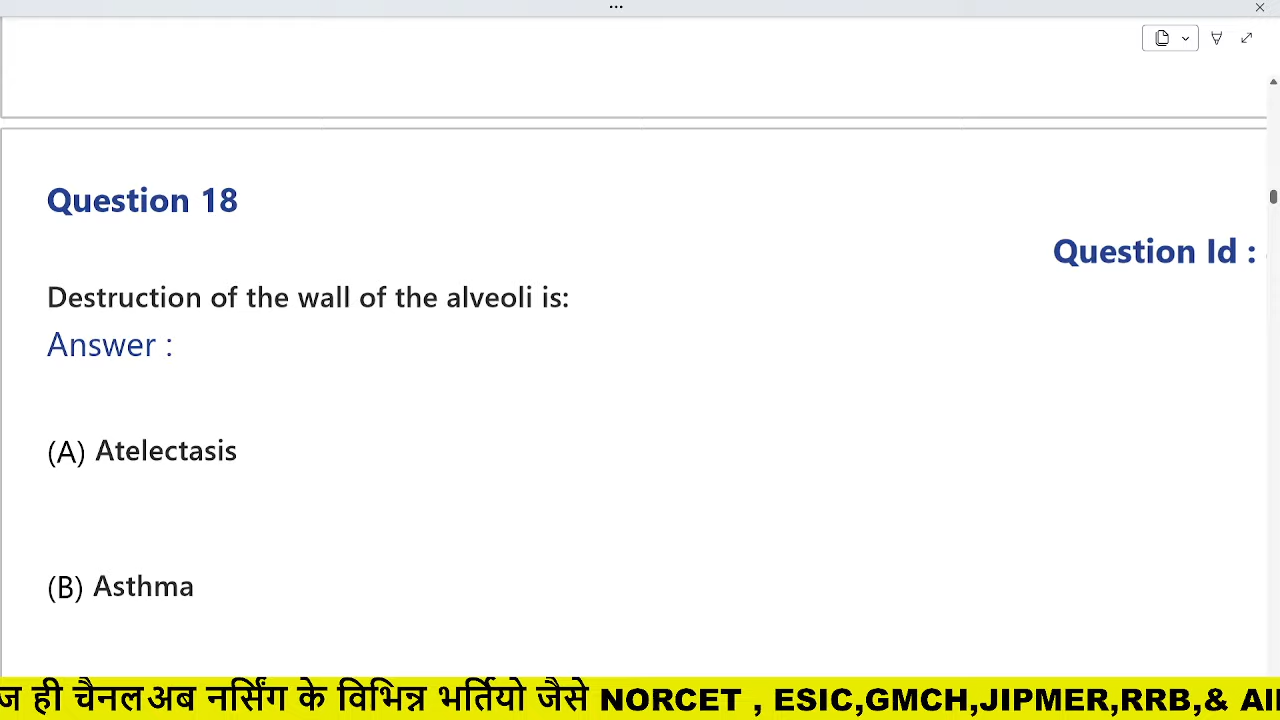 Question 18
Question Id :
Destruction of the wall of the alveoli is:
Answer :
(A) Atelectasis
(B) Asthma
ही चैनल अब नर्सिंग के विभिन्न भर्तियो जैसे NORCET , ESIC,GMCH,JIPMER,RRB,&